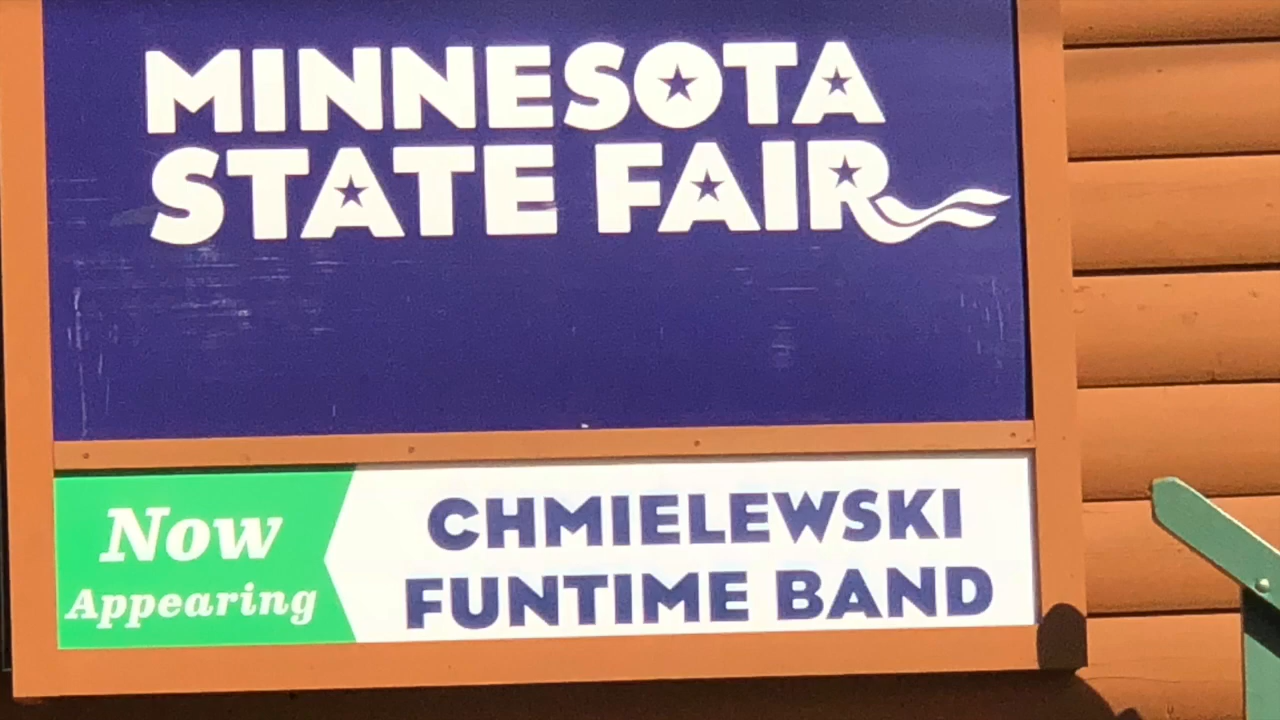 MINNESOTA
STATE FAIR
Now
Appearing
CHMIELEWSKI
FUNTIME BAND